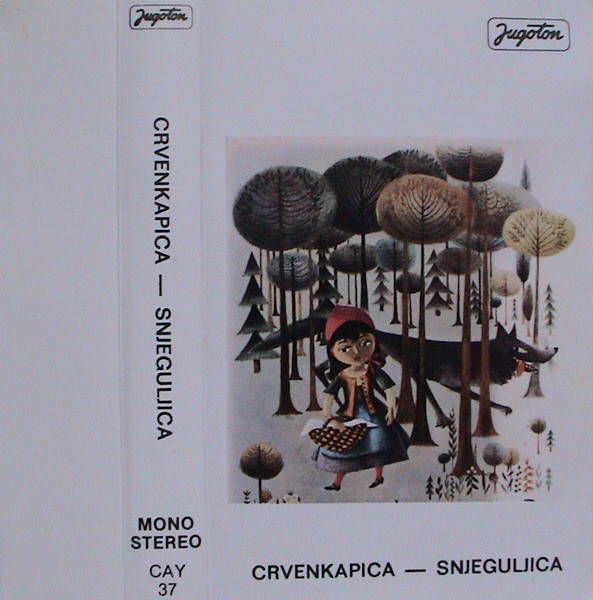 Jugoton
CRVENKAPICA — SNJEGULJICA
MONO
STEREO
CAY
37
Jugoton
CRVENKAPICA — SNJEGULJICA